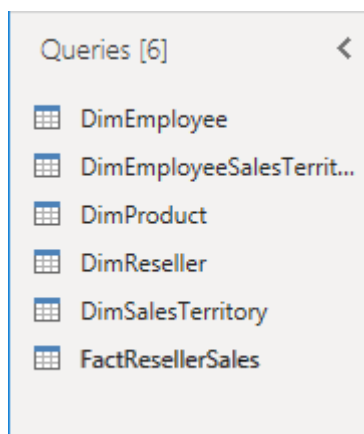 Queries [6]
DimEmployee
DimEmployeeSalesTerrit...
DimProduct
DimReseller
DimSalesTerritory
FactResellerSales